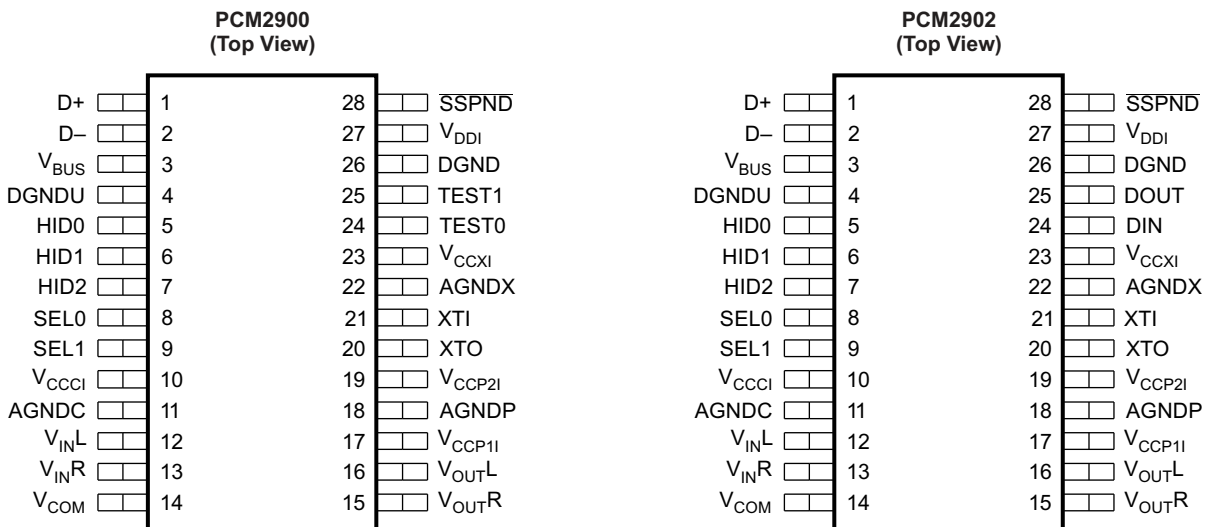 PCM2900
(Top View)
D+ 1 28 SSPND
D– 2 27 VDDI
VBUS 3 26 DGND
DGNDU 4 25 TEST1
HID0 5 24 TEST0
HID1 6 23 VCCXI
HID2 7 22 AGNDX
SEL0 8 21 XTI
SEL1 9 20 XTO
VCCCI 10 19 VCCP2I
AGNDC 11 18 AGNDP
VINL 12 17 VCCP1I
VINR 13 16 VOUTL
VCOM 14 15 VOUTR
PCM2902
(Top View)
D+ 1 28 SSPND
D– 2 27 VDDI
VBUS 3 26 DGND
DGNDU 4 25 DOUT
HID0 5 24 DIN
HID1 6 23 VCCXI
HID2 7 22 AGNDX
SEL0 8 21 XTI
SEL1 9 20 XTO
VCCCI 10 19 VCCP2I
AGNDC 11 18 AGNDP
VINL 12 17 VCCP1I
VINR 13 16 VOUTL
VCOM 14 15 VOUTR